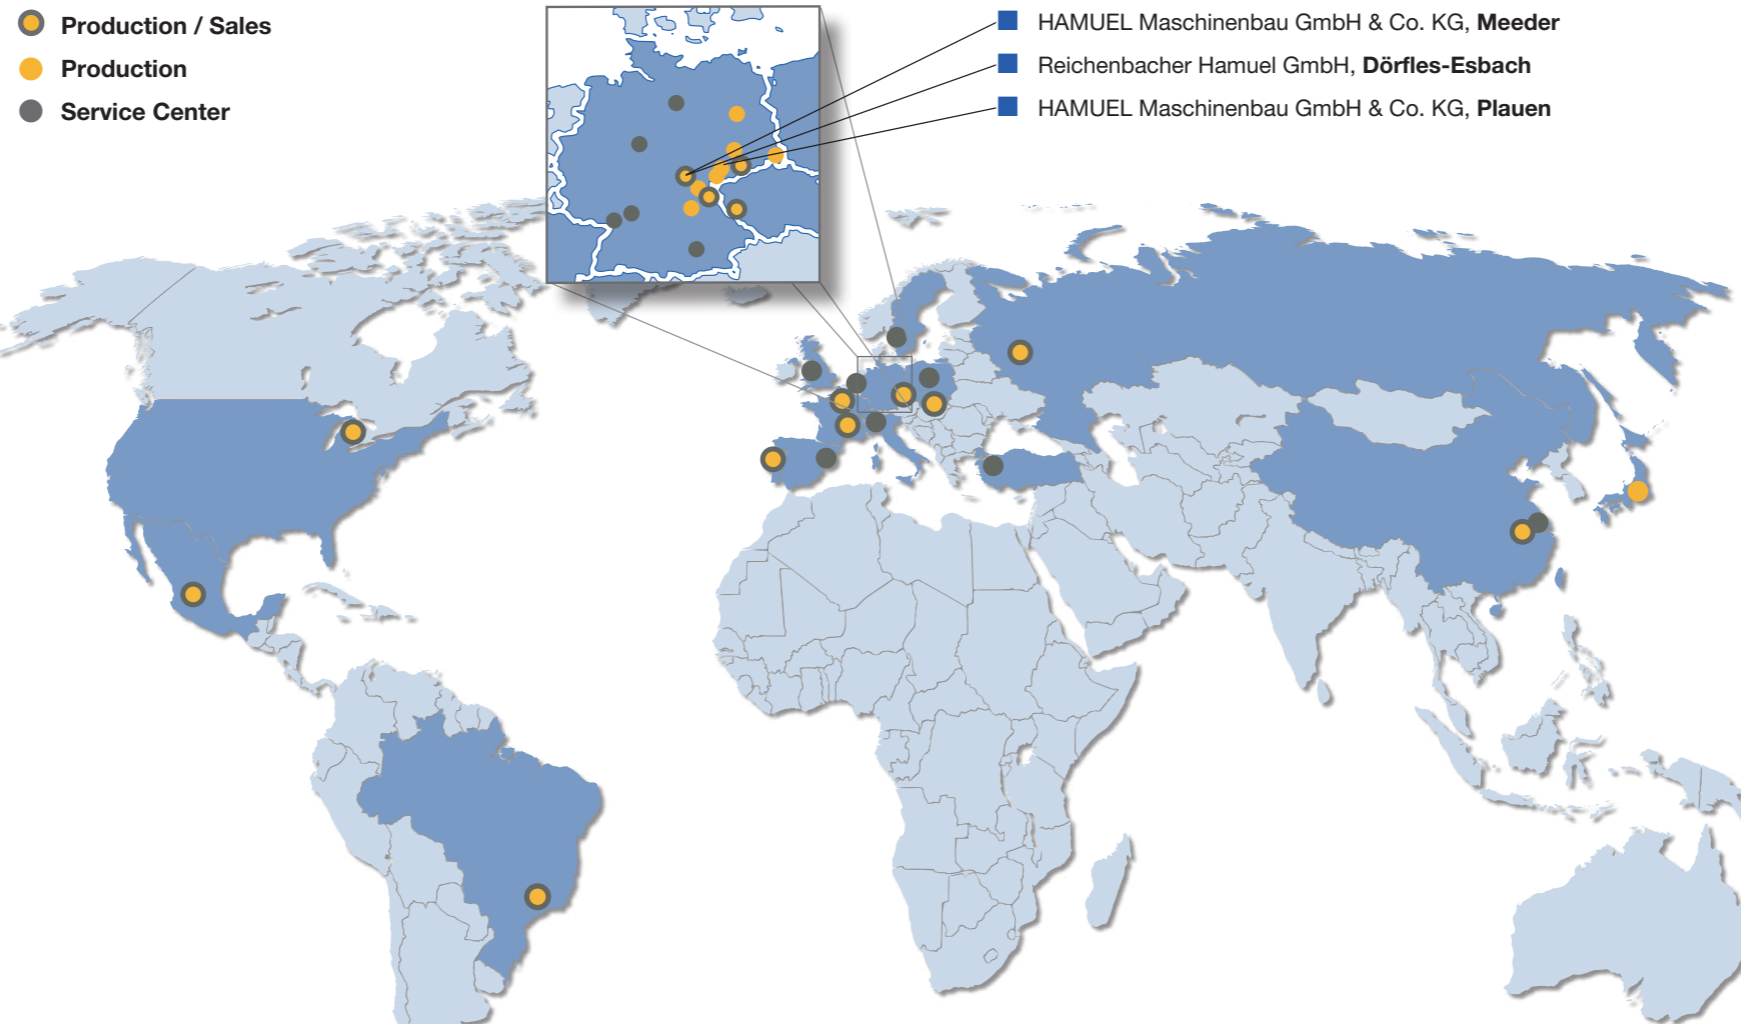 Production / Sales
Production
Service Center
HAMUEL Maschinenbau GmbH & Co. KG, Meeder
Reichenbacher Hamuel GmbH, Dörfles-Esbach
HAMUEL Maschinenbau GmbH & Co. KG, Plauen